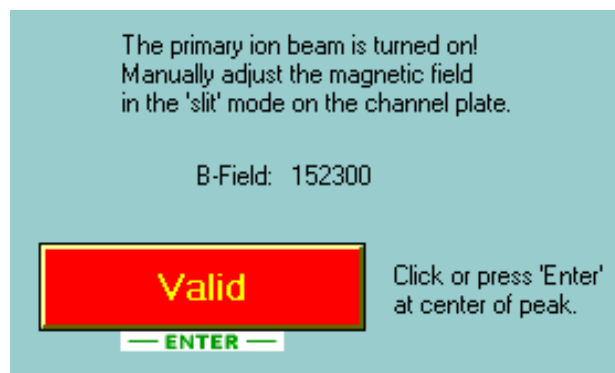 The primary ion beam is turned on!
Manually adjust the magnetic field
in the 'slit' mode on the channel plate.
B-Field: 152300
Valid
Click or press 'Enter'
at center of peak.
ENTER